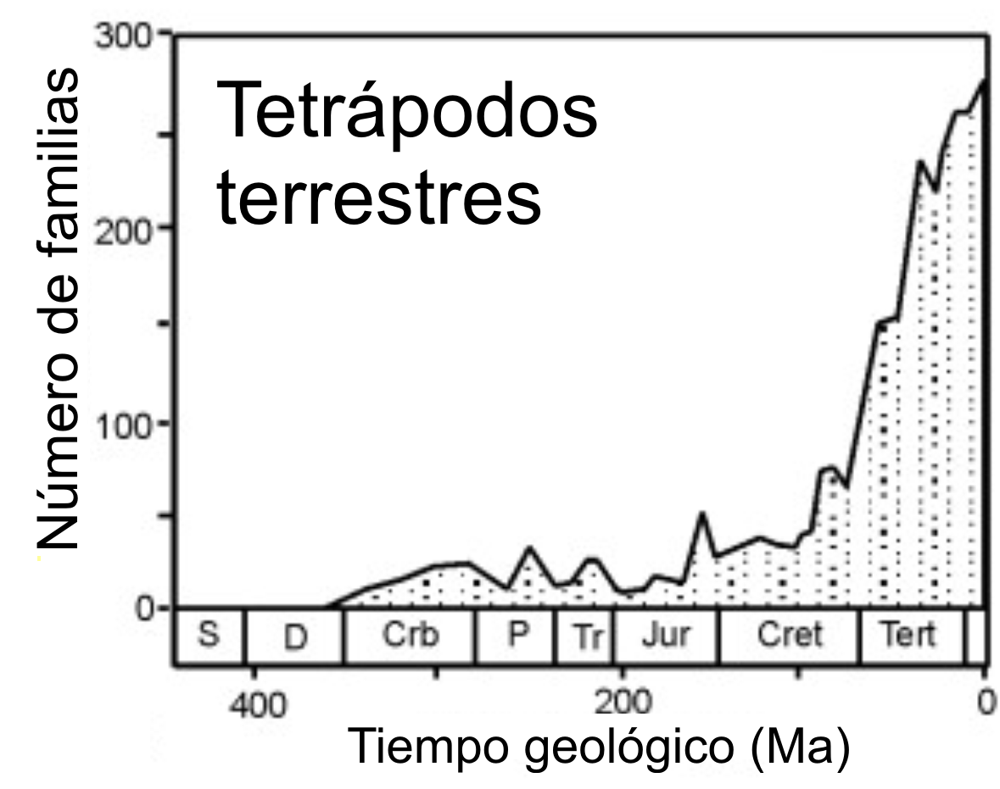 Tetrápodos
terrestres
Número de familias
300
200
100
0
S D Crb P Tr Jur Cret Tert
400 200 0
Tiempo geológico (Ma)